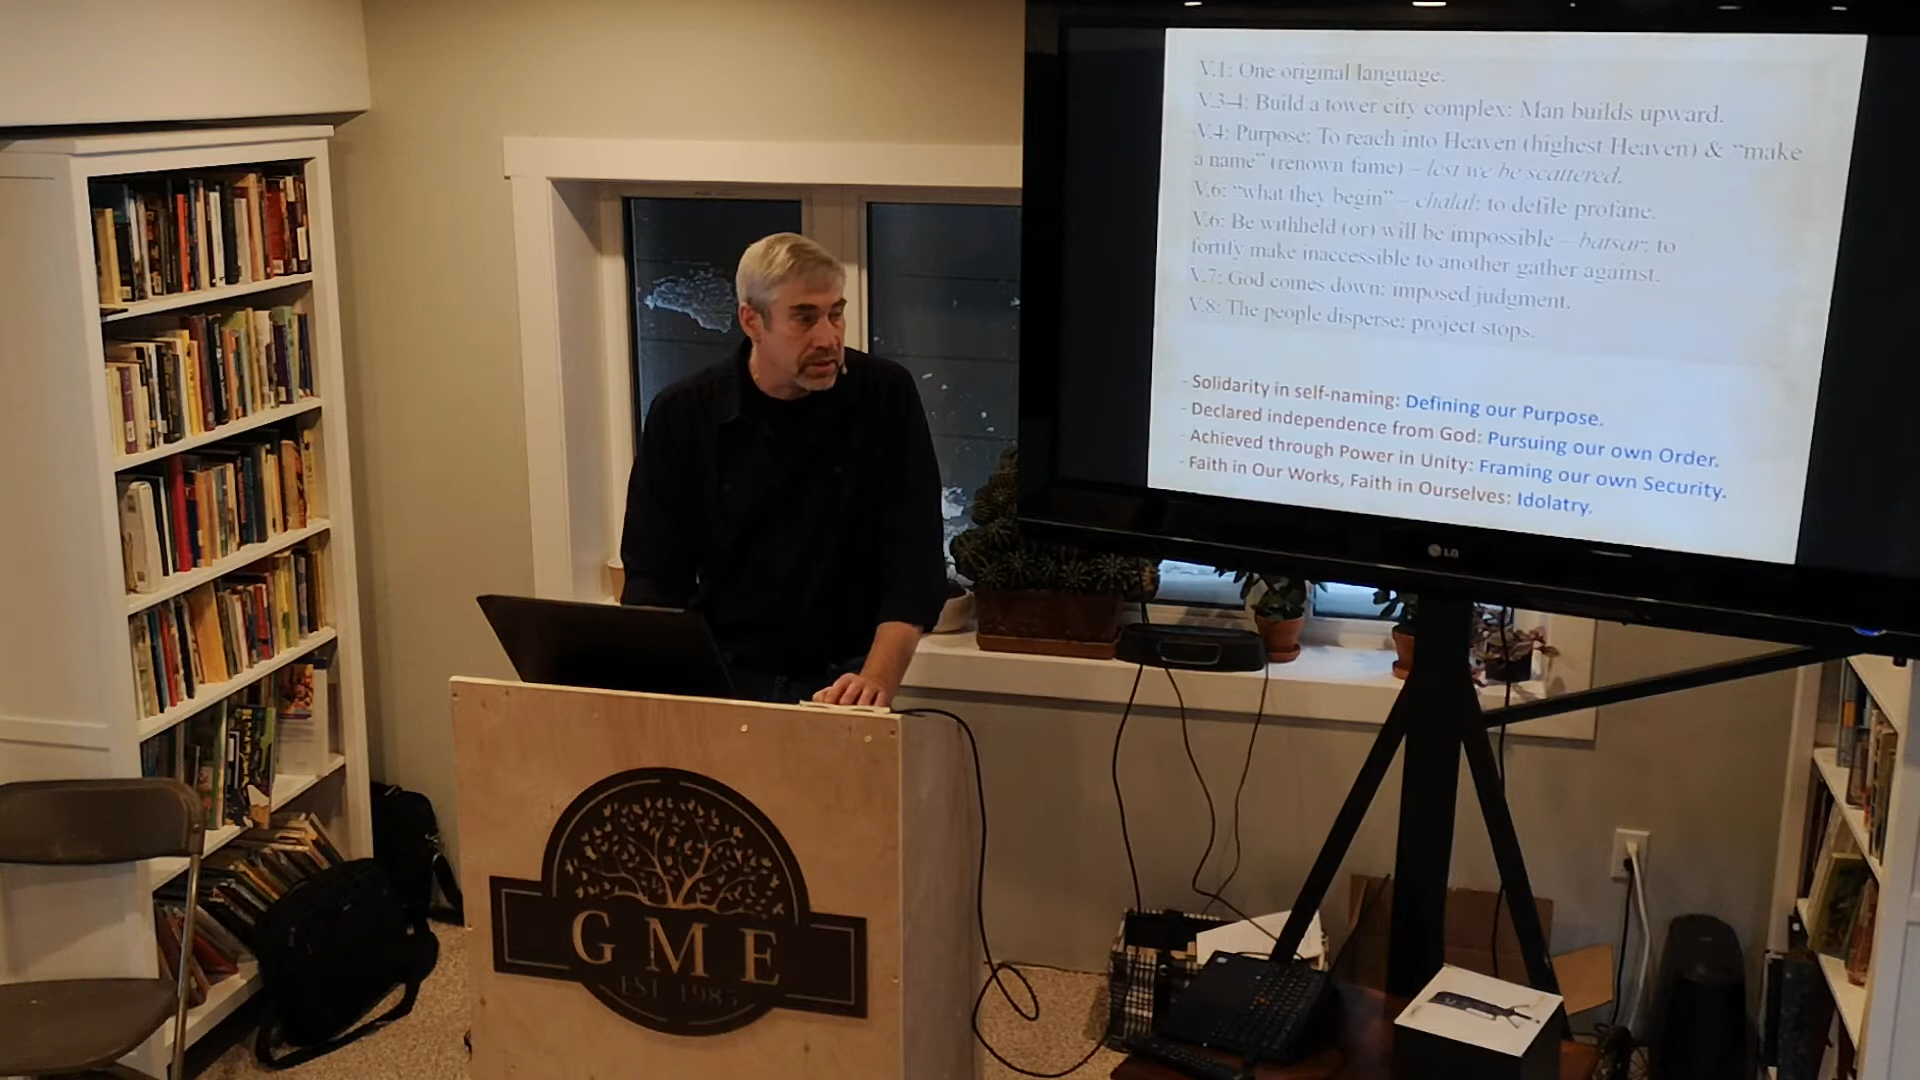 V.1: One original language.
V.3-4: Build a tower city complex: Man builds upward.
V.4: Purpose: To reach into Heaven (highest Heaven) & "make
a name" (renown fame) – lest we be scattered.
V.6: "what they begin" – chalal: to defile profane.
V.6: Be withheld (or) will be impossible – batsar: to
fortify make inaccessible to another gather against.
V.7: God comes down: imposed judgment.
V.8: The people disperse: project stops.
- Solidarity in self-naming: Defining our Purpose.
- Declared independence from God: Pursuing our own Order.
- Achieved through Power in Unity: Framing our own Security.
- Faith in Our Works, Faith in Ourselves: Idolatry.
LG
GME
EST 1985